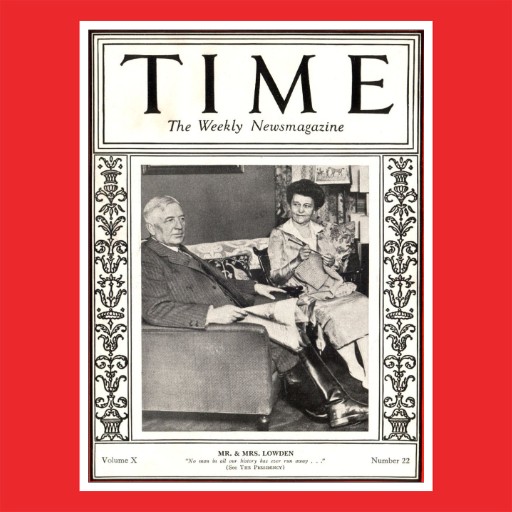 TIME
The Weekly Newsmagazine
MR. & MRS. LOWDEN
Volume X
"No man in all our history has ever run away . . ."
Number 22
(See THE PRESIDENCY)